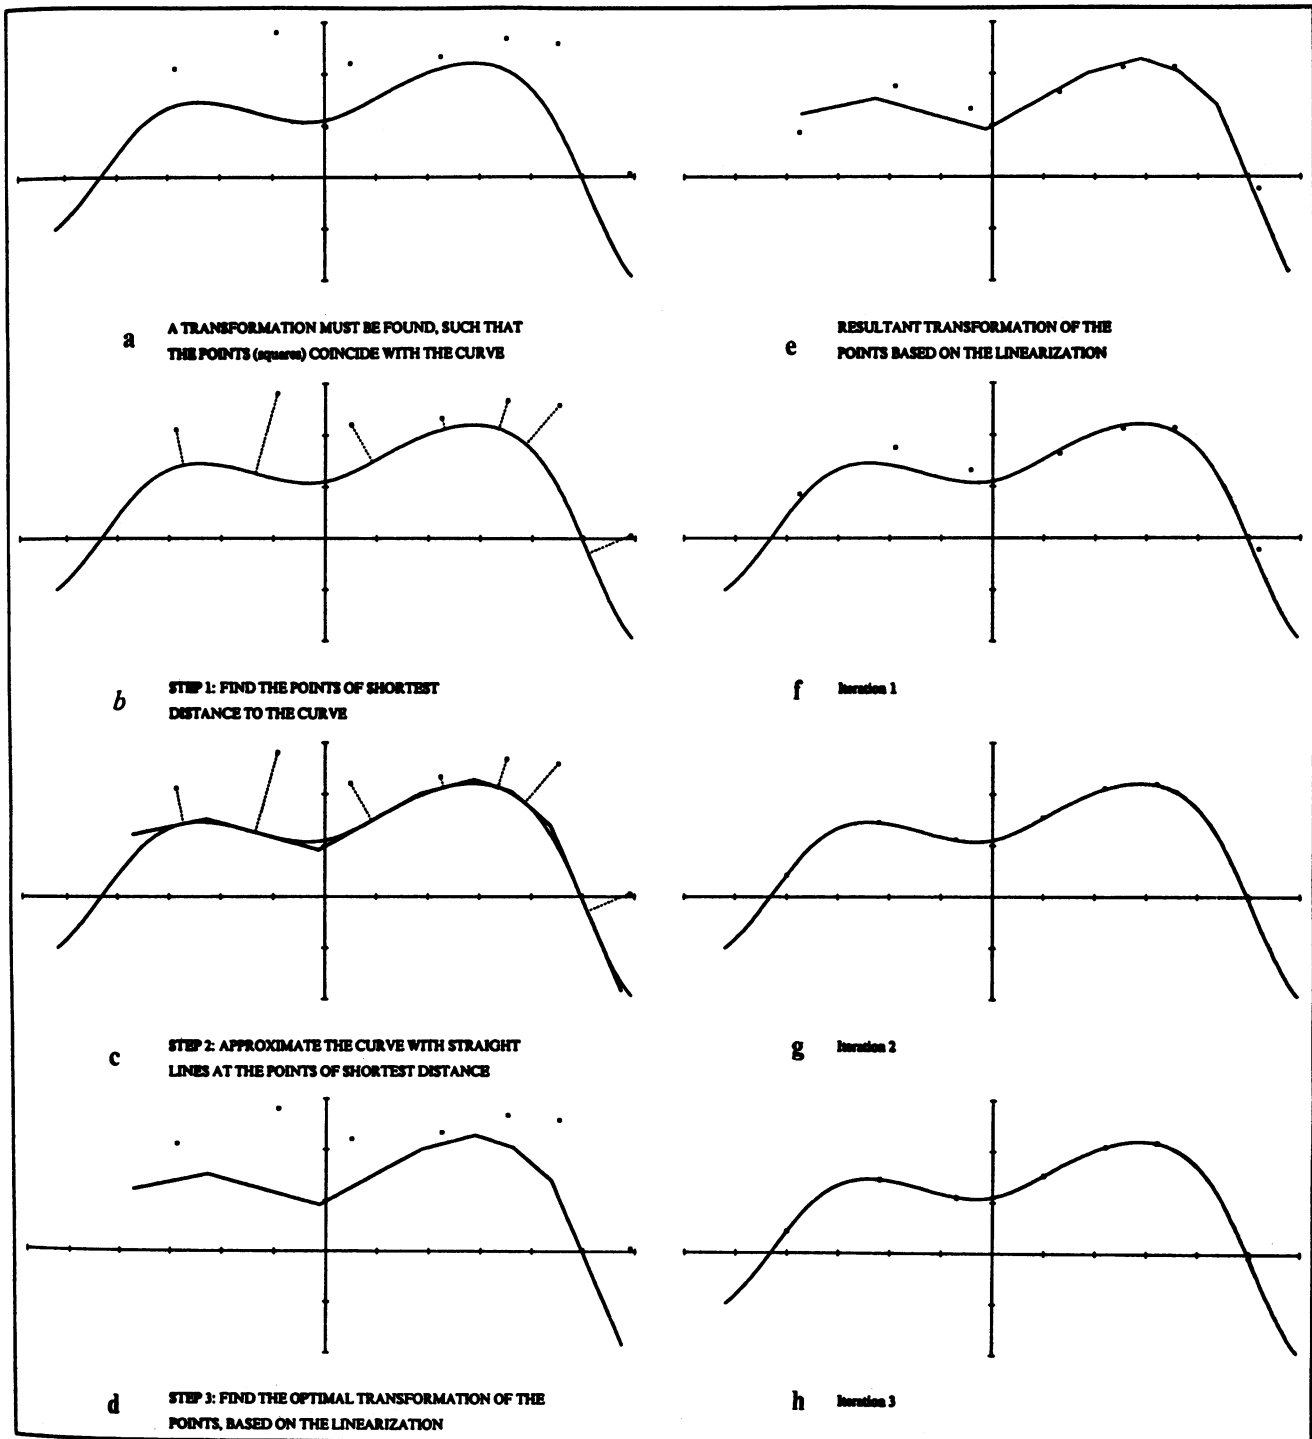 a
A TRANSFORMATION MUST BE FOUND, SUCH THAT
THE POINTS (squares) COINCIDE WITH THE CURVE
b
STEP 1: FIND THE POINTS OF SHORTEST
DISTANCE TO THE CURVE
c
STEP 2: APPROXIMATE THE CURVE WITH STRAIGHT
LINES AT THE POINTS OF SHORTEST DISTANCE
d
STEP 3: FIND THE OPTIMAL TRANSFORMATION OF THE
POINTS, BASED ON THE LINEARIZATION
e
RESULTANT TRANSFORMATION OF THE
POINTS BASED ON THE LINEARIZATION
f
Iteration 1
g
Iteration 2
h
Iteration 3